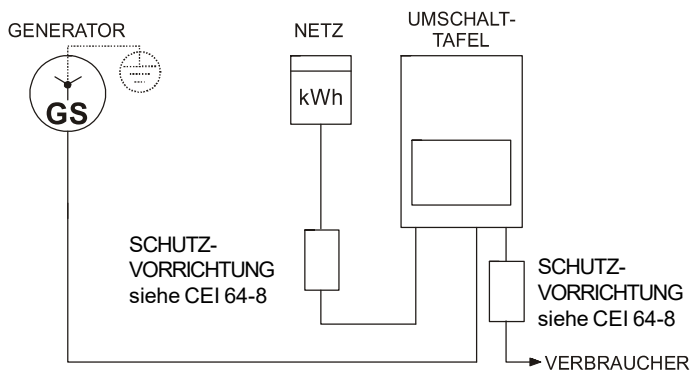 GENERATOR
NETZ
UMSCHALT-
TAFEL
GS
kWh
SCHUTZ-
VORRICHTUNG
siehe CEI 64-8
SCHUTZ-
VORRICHTUNG
siehe CEI 64-8
VERBRAUCHER